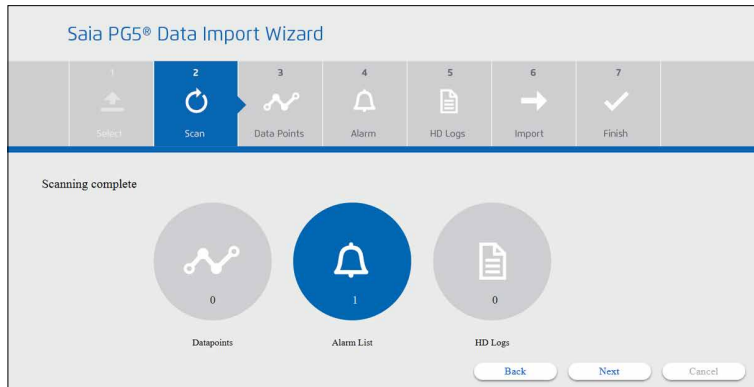 Saia PG5® Data Import Wizard
1 2 3 4 5 6 7
Select Scan Data Points Alarm HD Logs Import Finish
Scanning complete
0 1 0
Datapoints Alarm List HD Logs
Back Next Cancel